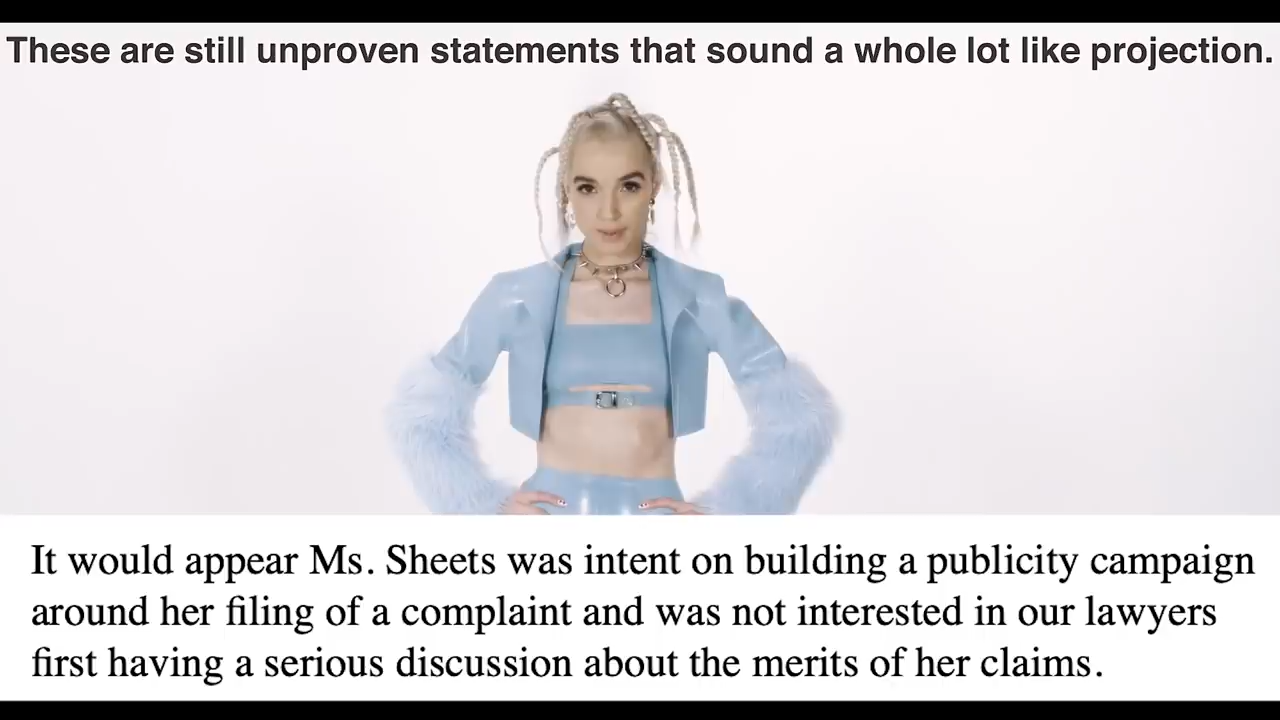 These are still unproven statements that sound a whole lot like projection.
It would appear Ms. Sheets was intent on building a publicity campaign
around her filing of a complaint and was not interested in our lawyers
first having a serious discussion about the merits of her claims.